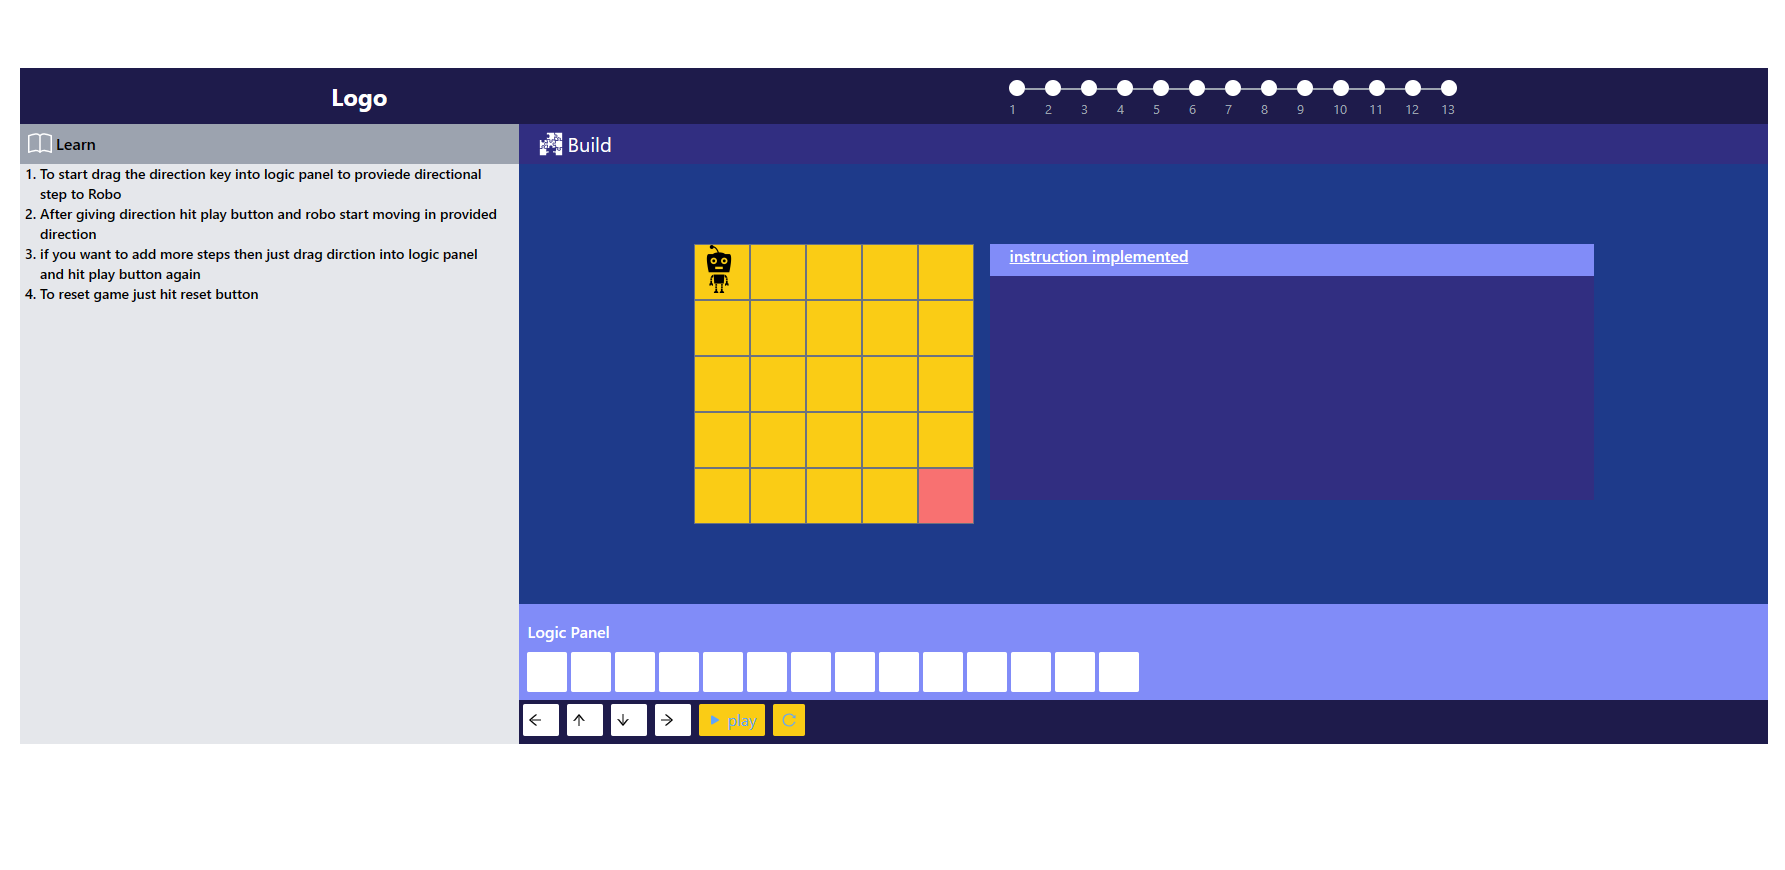 Logo
1 2 3 4 5 6 7 8 9 10 11 12 13
Learn
Build
1. To start drag the direction key into logic panel to proviede directional
step to Robo
2. After giving direction hit play button and robo start moving in provided
direction
3. if you want to add more steps then just drag dirction into logic panel
and hit play button again
4. To reset game just hit reset button
instruction implemented
Logic Panel
play